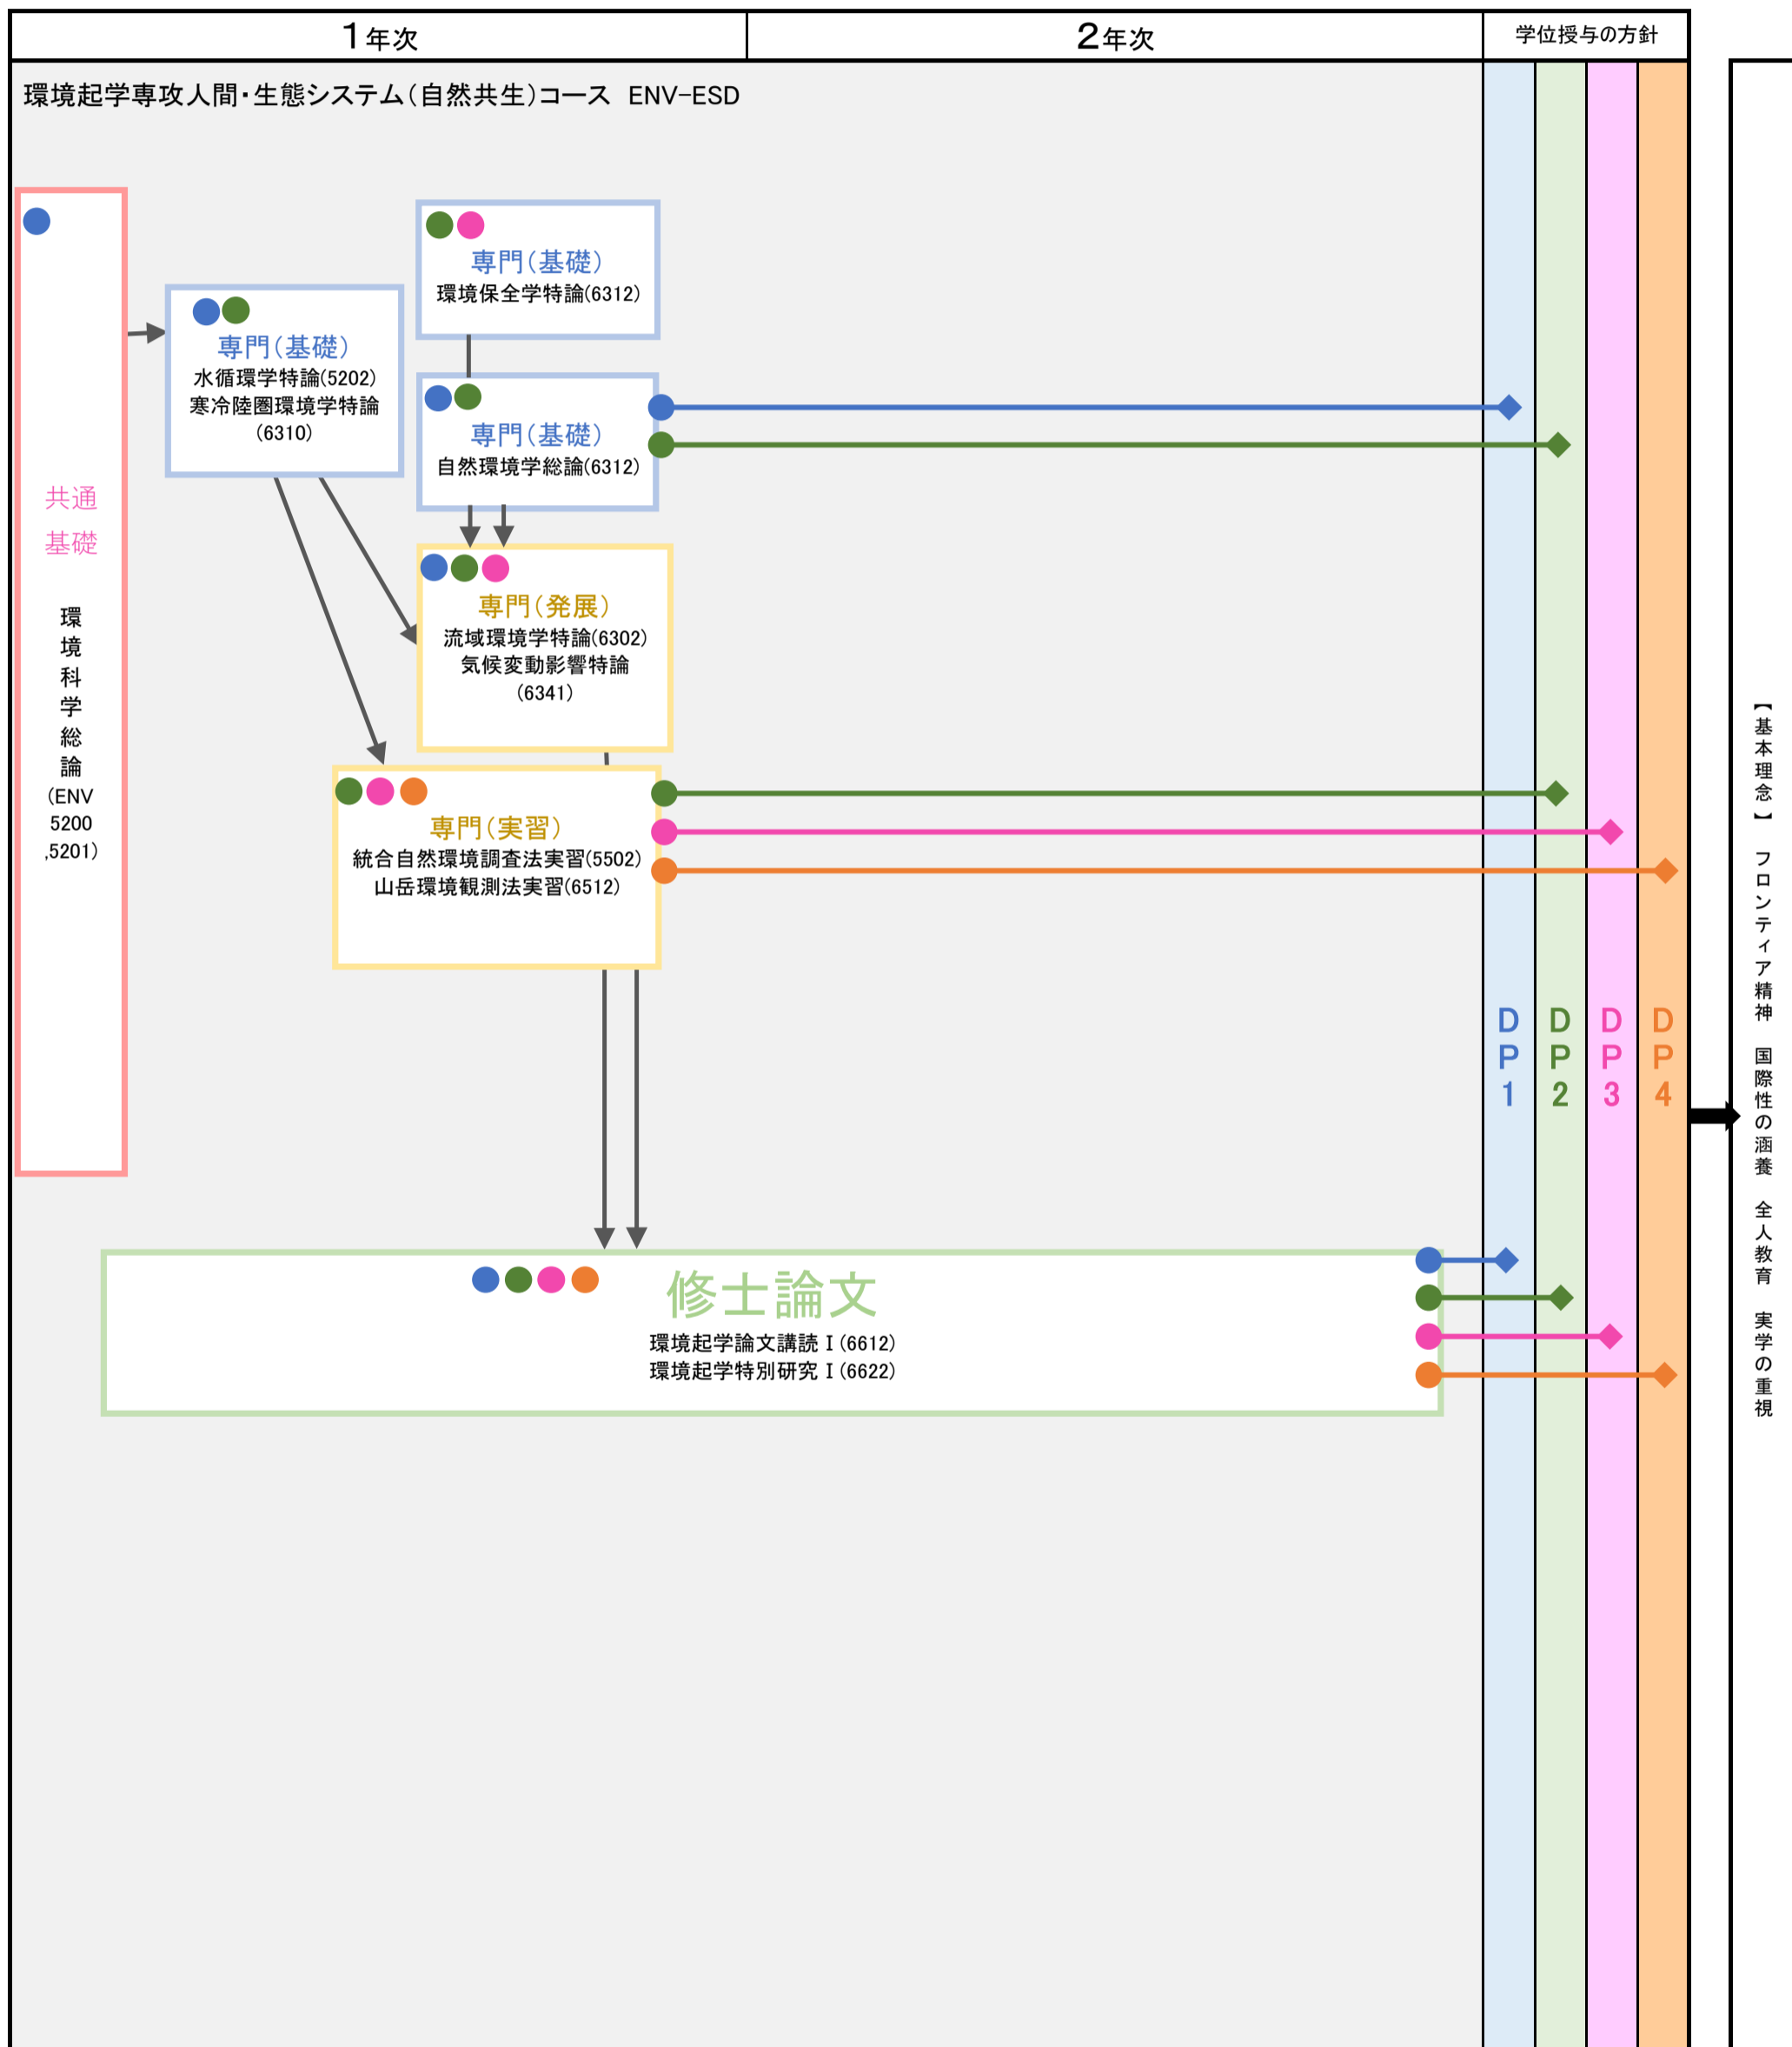 1年次
2年次
学位授与の方針
環境起学専攻人間・生態システム(自然共生)コース ENV-ESD
共通
基礎
環境科学総論
(ENV
5200
,5201)
専門(基礎)
水循環学特論(5202)
寒冷陸圏環境学特論
(6310)
専門(基礎)
環境保全学特論(6312)
専門(基礎)
自然環境学総論(6312)
専門(発展)
流域環境学特論(6302)
気候変動影響特論
(6341)
専門(実習)
統合自然環境調査法実習(5502)
山岳環境観測法実習(6512)
修士論文
環境起学論文講読Ⅰ(6612)
環境起学特別研究Ⅰ(6622)
DP1
DP2
DP3
DP4
【基本理念】 フロンティア精神 国際性の涵養 全人教育 実学の重視